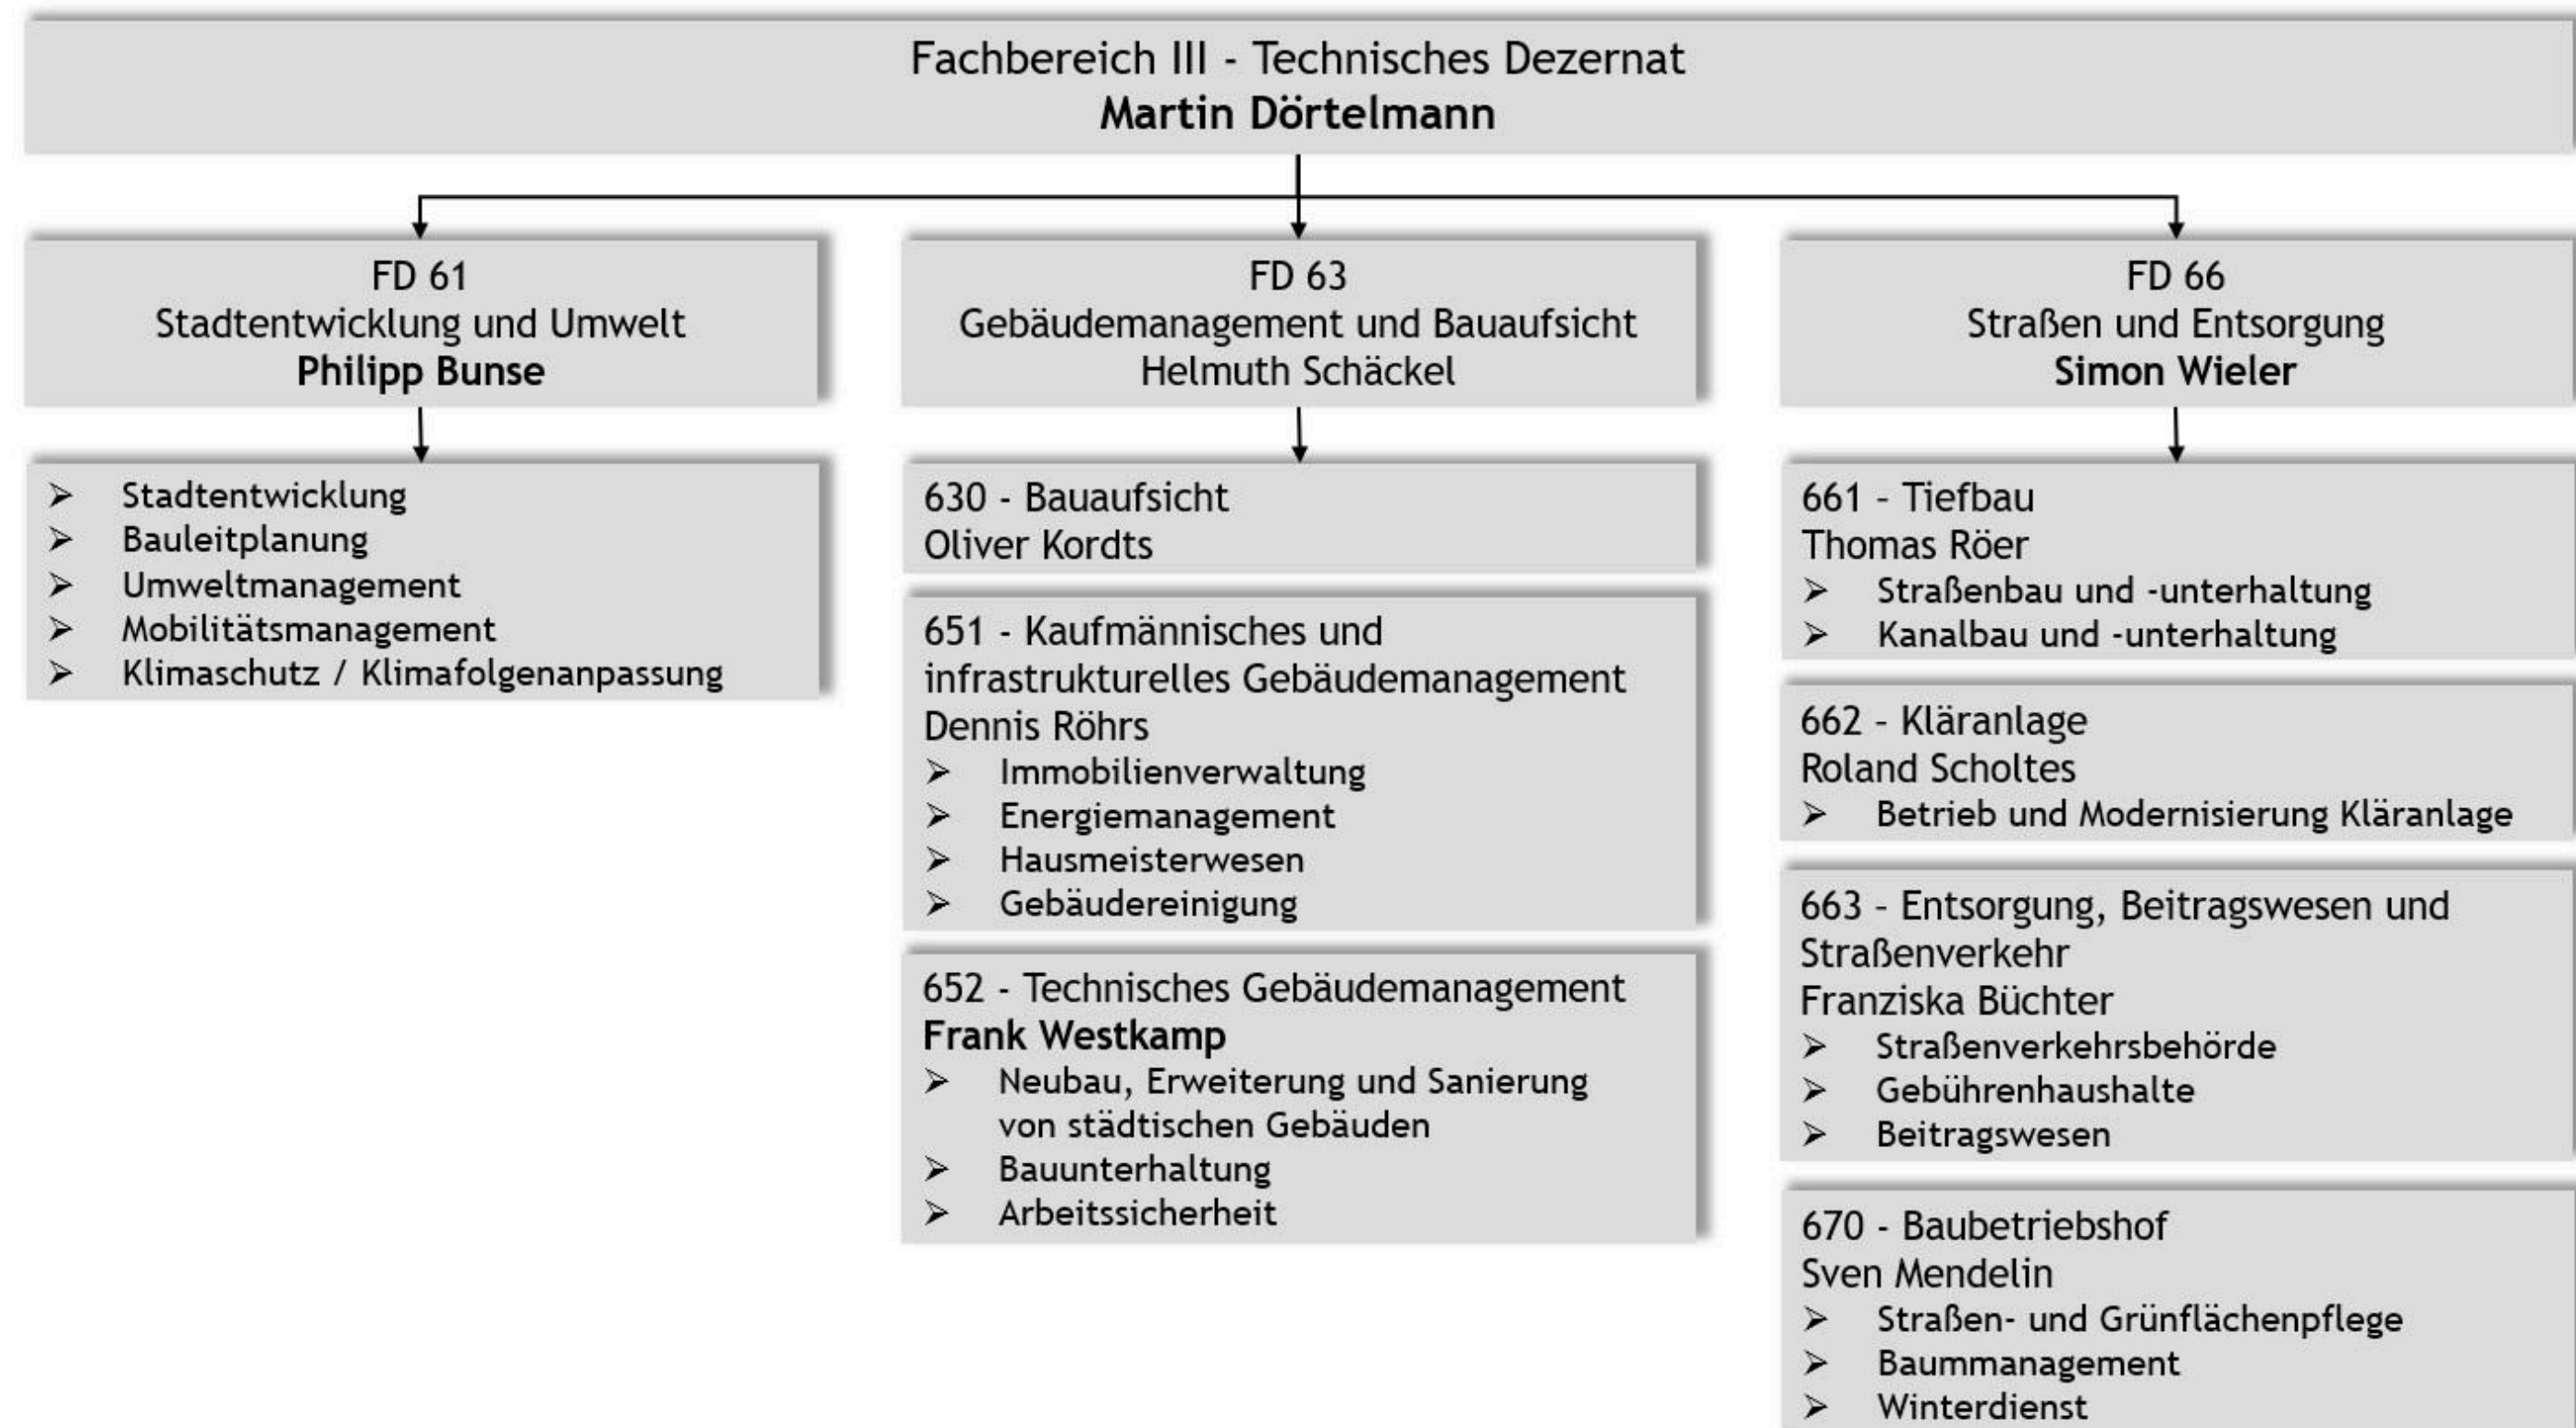 Fachbereich III - Technisches Dezernat
Martin Dörtelmann
FD 61
Stadtentwicklung und Umwelt
Philipp Bunse
➢ Stadtentwicklung
➢ Bauleitplanung
➢ Umweltmanagement
➢ Mobilitätsmanagement
➢ Klimaschutz / Klimafolgenanpassung
FD 63
Gebäudemanagement und Bauaufsicht
Helmuth Schäckel
630 - Bauaufsicht
Oliver Kordts
651 - Kaufmännisches und
infrastrukturelles Gebäudemanagement
Dennis Röhrs
➢ Immobilienverwaltung
➢ Energiemanagement
➢ Hausmeisterwesen
➢ Gebäudereinigung
652 - Technisches Gebäudemanagement
Frank Westkamp
➢ Neubau, Erweiterung und Sanierung
von städtischen Gebäuden
➢ Bauunterhaltung
➢ Arbeitssicherheit
FD 66
Straßen und Entsorgung
Simon Wieler
661 – Tiefbau
Thomas Röer
➢ Straßenbau und -unterhaltung
➢ Kanalbau und -unterhaltung
662 – Kläranlage
Roland Scholtes
➢ Betrieb und Modernisierung Kläranlage
663 – Entsorgung, Beitragswesen und
Straßenverkehr
Franziska Büchter
➢ Straßenverkehrsbehörde
➢ Gebührenhaushalte
➢ Beitragswesen
670 - Baubetriebshof
Sven Mendelin
➢ Straßen- und Grünflächenpflege
➢ Baummanagement
➢ Winterdienst